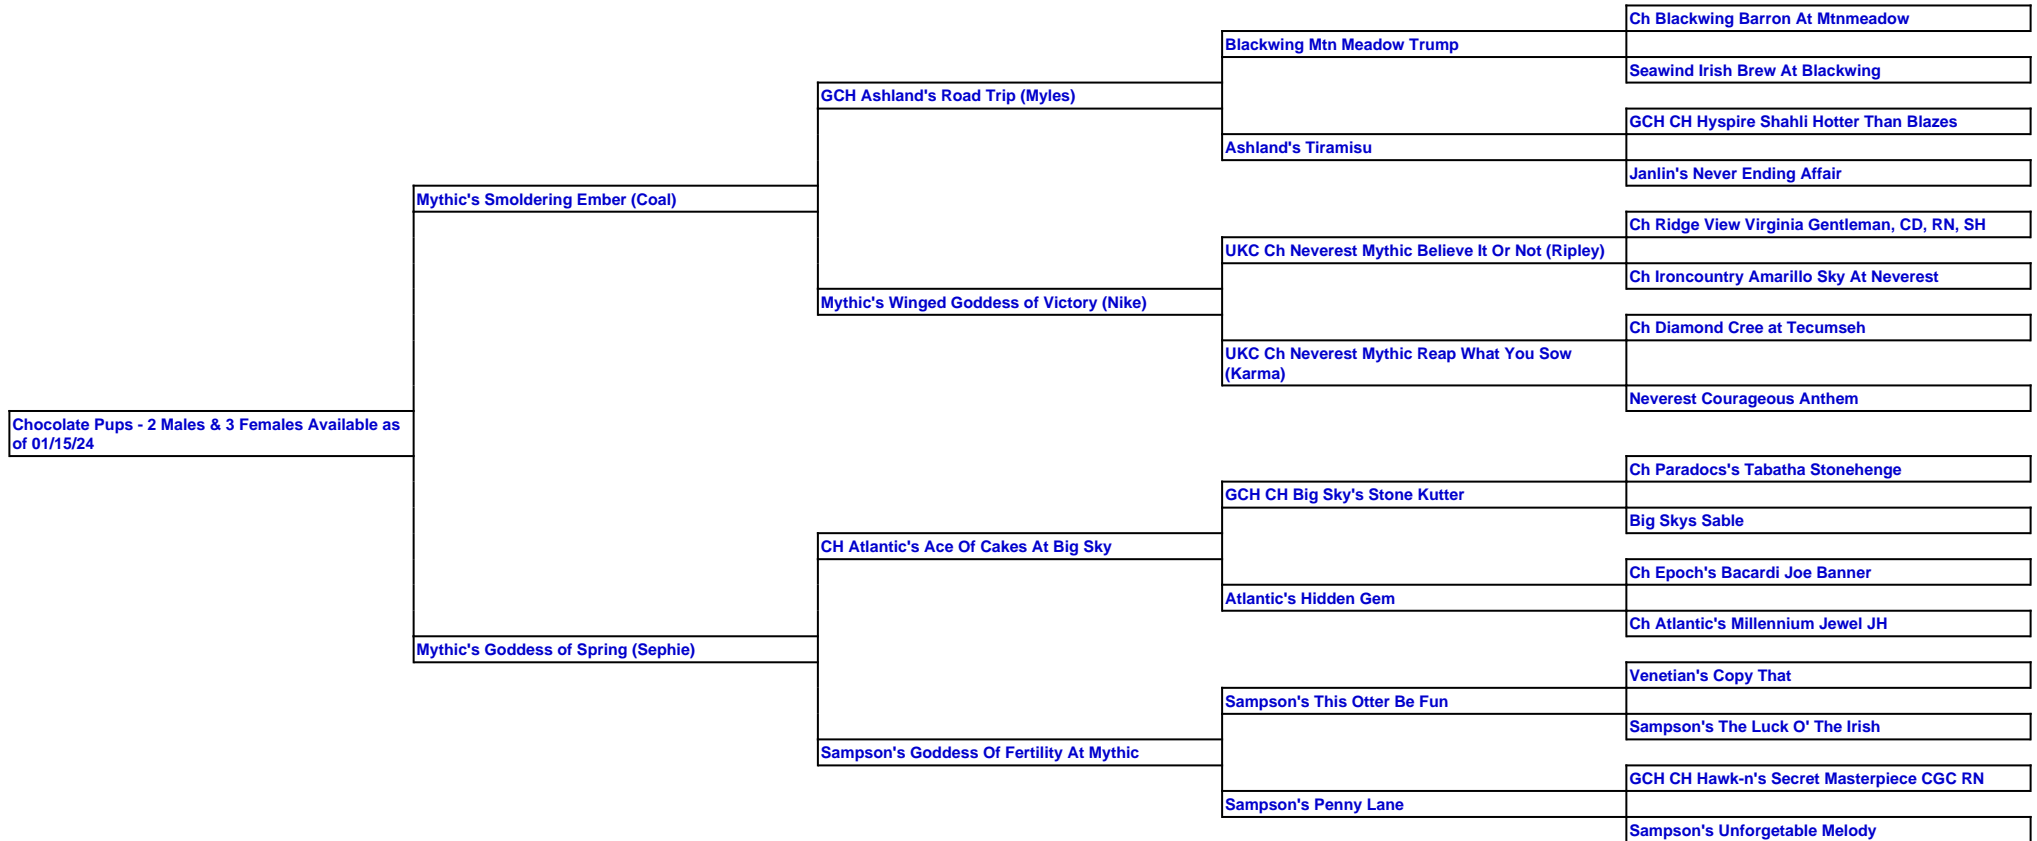 Ch Blackwing Barron At Mtnmeadow
Blackwing Mtn Meadow Trump
Seawind Irish Brew At Blackwing
GCH Ashland's Road Trip (Myles)
GCH CH Hyspire Shahli Hotter Than Blazes
Ashland's Tiramisu
Janlin's Never Ending Affair
Mythic's Smoldering Ember (Coal)
Ch Ridge View Virginia Gentleman, CD, RN, SH
UKC Ch Neverest Mythic Believe It Or Not (Ripley)
Ch Ironcountry Amarillo Sky At Neverest
Mythic's Winged Goddess of Victory (Nike)
Ch Diamond Cree at Tecumseh
UKC Ch Neverest Mythic Reap What You Sow
(Karma)
Neverest Courageous Anthem
Chocolate Pups - 2 Males & 3 Females Available as
of 01/15/24
Ch Paradocs's Tabatha Stonehenge
GCH CH Big Sky's Stone Kutter
Big Skys Sable
CH Atlantic's Ace Of Cakes At Big Sky
Ch Epoch's Bacardi Joe Banner
Atlantic's Hidden Gem
Ch Atlantic's Millennium Jewel JH
Mythic's Goddess of Spring (Sephie)
Venetian's Copy That
Sampson's This Otter Be Fun
Sampson's The Luck O' The Irish
Sampson's Goddess Of Fertility At Mythic
GCH CH Hawk-n's Secret Masterpiece CGC RN
Sampson's Penny Lane
Sampson's Unforgetable Melody